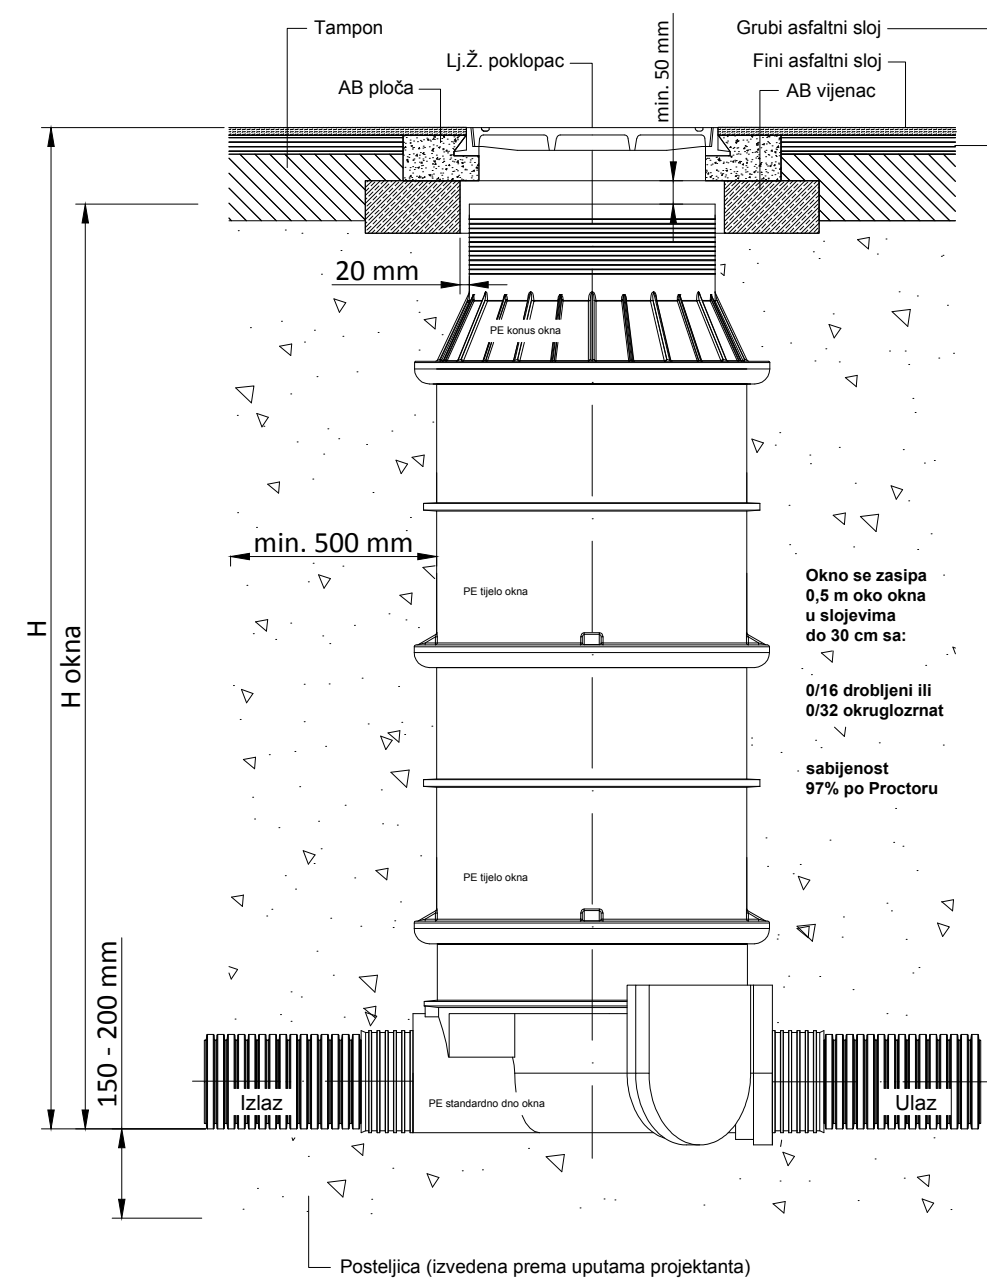 Tampon
Grubi asfaltni sloj
Lj.Ž. poklopac
min. 50 mm
Fini asfaltni sloj
AB ploča
AB vijenac
20 mm
PE konus okna
min. 500 mm
H
H okna
PE tijelo okna
Okno se zasipa
0,5 m oko okna
u slojevima
do 30 cm sa:
0/16 drobljeni ili
0/32 okruglozrnat
sabijenost
97% po Proctoru
PE tijelo okna
150 - 200 mm
Izlaz
PE standardno dno okna
Ulaz
Posteljica (izvedena prema uputama projektanta)